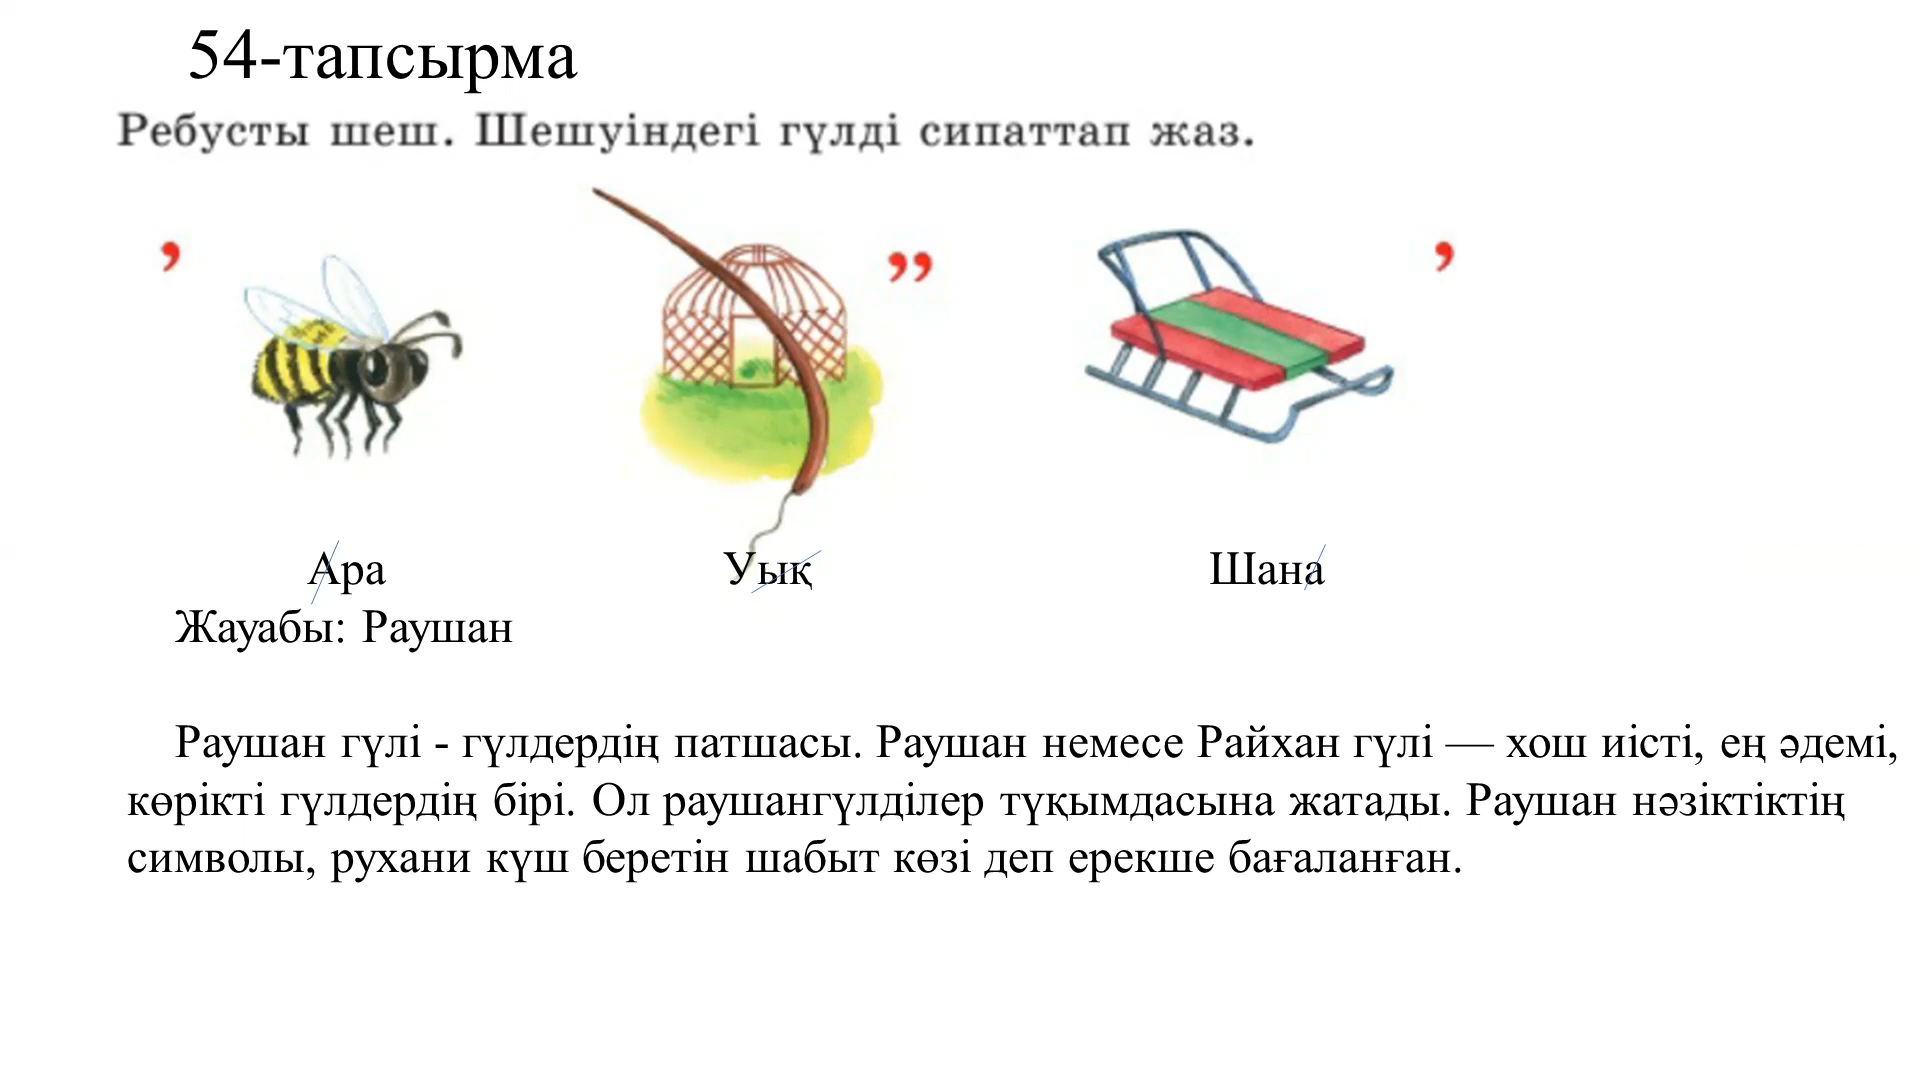 54-тапсырма
Ребусты шеш. Шешуіндегі гүлді сипаттап жаз.
, ,, ,
Ара Уық Шана
Жауабы: Раушан
Раушан гүлі - гүлдердің патшасы. Раушан немесе Райхан гүлі — хош иісті, ең әдемі,
көрікті гүлдердің бірі. Ол раушангүлділер түқымдасына жатады. Раушан нәзіктіктің
символы, рухани күш беретін шабыт көзі деп ерекше бағаланған.